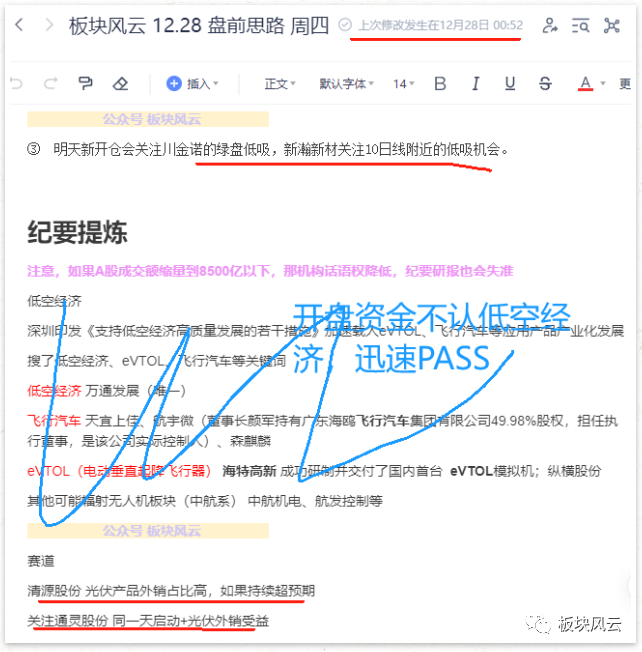 板块风云 12.28 盘前思路 周四 上次修改发生在12月28日 00:52
插入 正文 默认字体 14 B I U S A 更
公众号 板块风云
③ 明天新开仓会关注川金诺的绿盘低吸，新瀚新材关注10日线附近的低吸机会。
纪要提炼
注意，如果A股成交额缩量到8500亿以下，那机构话语权降低，纪要研报也会失准
低空经济
深圳印发《支持低空经济高质量发展的若干措施》加速载人eVTOL、飞行汽车等应用产品产业化发展
搜了低空经济、eVTOL、飞行汽车等关键词
开盘资金不认低空经
济，迅速PASS
低空经济 万通发展（唯一）
飞行汽车 天宜上佳、航宇微（董事长颜军持有广东海鸥飞行汽车集团有限公司49.98%股权，担任执
行董事，是该公司实际控制人）、森麒麟
eVTOL（电动垂直起降飞行器） 海特高新 成功研制并交付了国内首台 eVTOL模拟机；纵横股份
其他可能辐射无人机板块（中航系） 中航机电、航发控制等
公众号 板块风云
赛道
清源股份 光伏产品外销占比高，如果持续超预期
关注通灵股份 同一天启动+光伏外销受益
板块风云